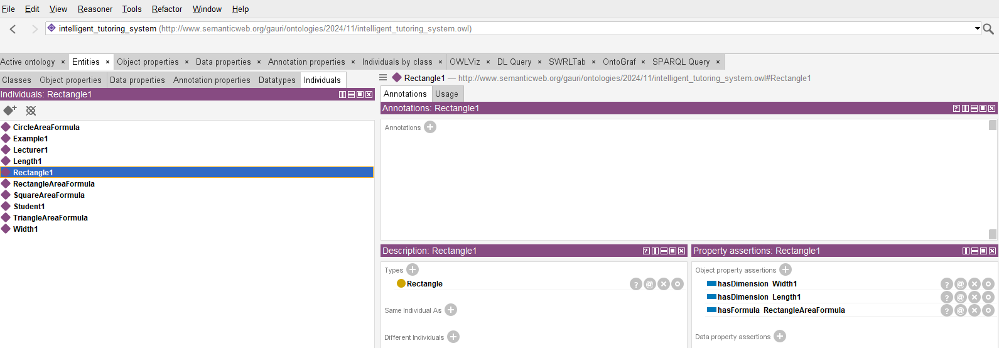 File Edit View Reasoner Tools Refactor Window Help
intelligent_tutoring_system (http://www.semanticweb.org/gauri/ontologies/2024/11/intelligent_tutoring_system.owl)
Active ontology × Entities × Object properties × Data properties × Annotation properties × Individuals by class × OWLViz × DL Query × SWRLTab × OntoGraf × SPARQL Query ×
Classes Object properties Data properties Annotation properties Datatypes Individuals
Individuals: Rectangle1
CircleAreaFormula
Example1
Lecturer1
Length1
Rectangle1
RectangleAreaFormula
SquareAreaFormula
Student1
TriangleAreaFormula
Width1
Rectangle1 — http://www.semanticweb.org/gauri/ontologies/2024/11/intelligent_tutoring_system.owl#Rectangle1
Annotations Usage
Annotations: Rectangle1
Annotations
Description: Rectangle1
Types
Rectangle
Same Individual As
Different Individuals
Property assertions: Rectangle1
Object property assertions
hasDimension Width1
hasDimension Length1
hasFormula RectangleAreaFormula
Data property assertions